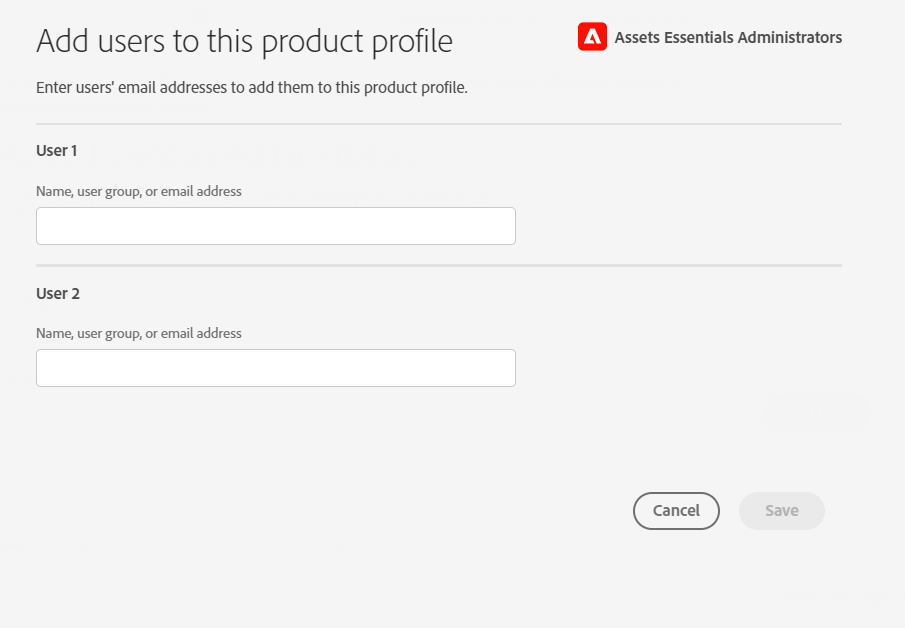 Add users to this product profile
Assets Essentials Administrators
Enter users' email addresses to add them to this product profile.
User 1
Name, user group, or email address
User 2
Name, user group, or email address
Cancel
Save